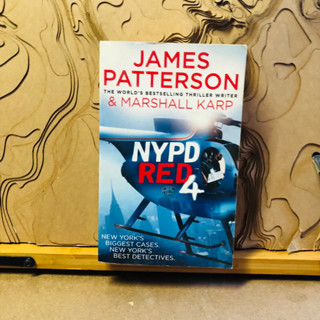 JAMES
PATTERSON
THE WORLD'S BESTSELLING THRILLER WRITER
& MARSHALL KARP
NYPD
RED
4
NEW YORK'S
BIGGEST CASES.
NEW YORK'S
BEST DETECTIVES.